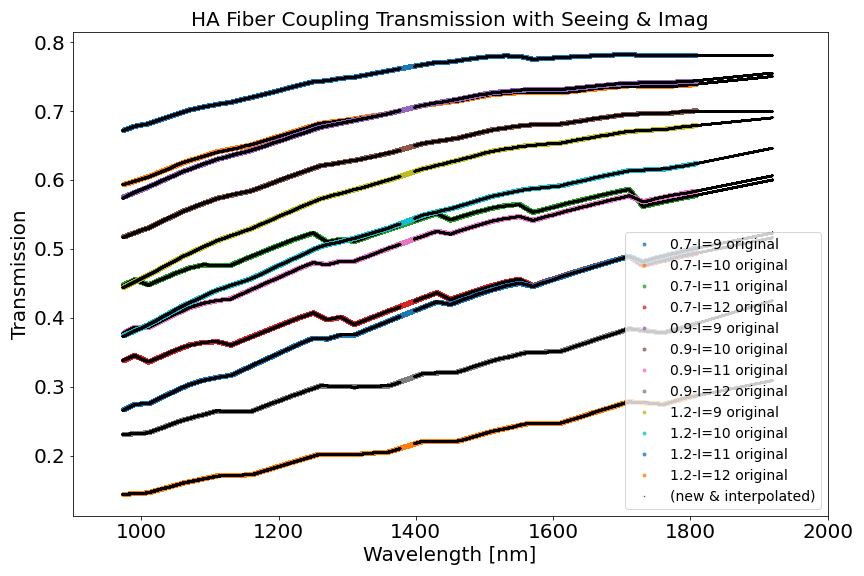 HA Fiber Coupling Transmission with Seeing & Imag
0.8
0.7
0.6
0.5
0.4
0.3
0.2
Transmission
0.7-I=9 original
0.7-I=10 original
0.7-I=11 original
0.7-I=12 original
0.9-I=9 original
0.9-I=10 original
0.9-I=11 original
0.9-I=12 original
1.2-I=9 original
1.2-I=10 original
1.2-I=11 original
1.2-I=12 original
(new & interpolated)
1000 1200 1400 1600 1800 2000
Wavelength [nm]